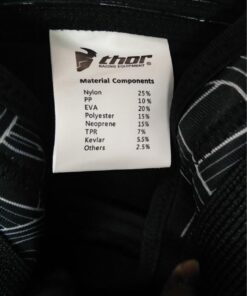 thor
RACING EQUIPMENT ®
Material Components
Nylon 25%
PP 10%
EVA 20%
Polyester 15%
Neoprene 15%
TPR 7%
Kevlar 5.5%
Others 2.5%